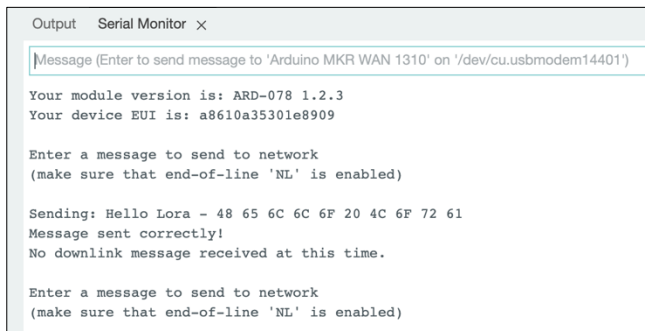 Output Serial Monitor ×
Message (Enter to send message to 'Arduino MKR WAN 1310' on '/dev/cu.usbmodem14401')
Your module version is: ARD-078 1.2.3
Your device EUI is: a8610a35301e8909
Enter a message to send to network
(make sure that end-of-line 'NL' is enabled)
Sending: Hello Lora - 48 65 6C 6C 6F 20 4C 6F 72 61
Message sent correctly!
No downlink message received at this time.
Enter a message to send to network
(make sure that end-of-line 'NL' is enabled)